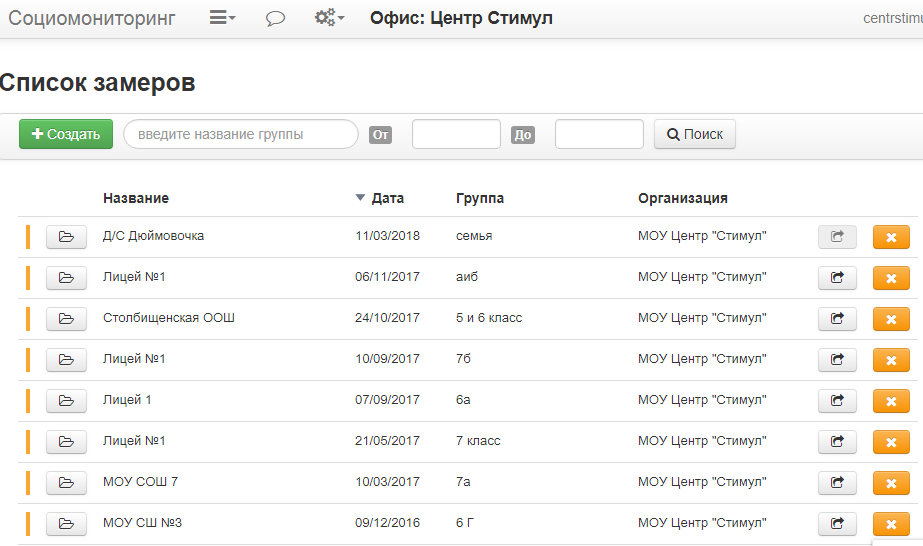 Социомониторинг Офис: Центр Стимул centrstimu
Список замеров
Создать введите название группы От До Поиск
Название Дата Группа Организация
Д/С Дюймовочка 11/03/2018 семья МОУ Центр "Стимул"
Лицей №1 06/11/2017 аиб МОУ Центр "Стимул"
Столбищенская ООШ 24/10/2017 5 и 6 класс МОУ Центр "Стимул"
Лицей №1 10/09/2017 7б МОУ Центр "Стимул"
Лицей 1 07/09/2017 6а МОУ Центр "Стимул"
Лицей №1 21/05/2017 7 класс МОУ Центр "Стимул"
МОУ СОШ 7 10/03/2017 7а МОУ Центр "Стимул"
МОУ СШ №3 09/12/2016 6 Г МОУ Центр "Стимул"